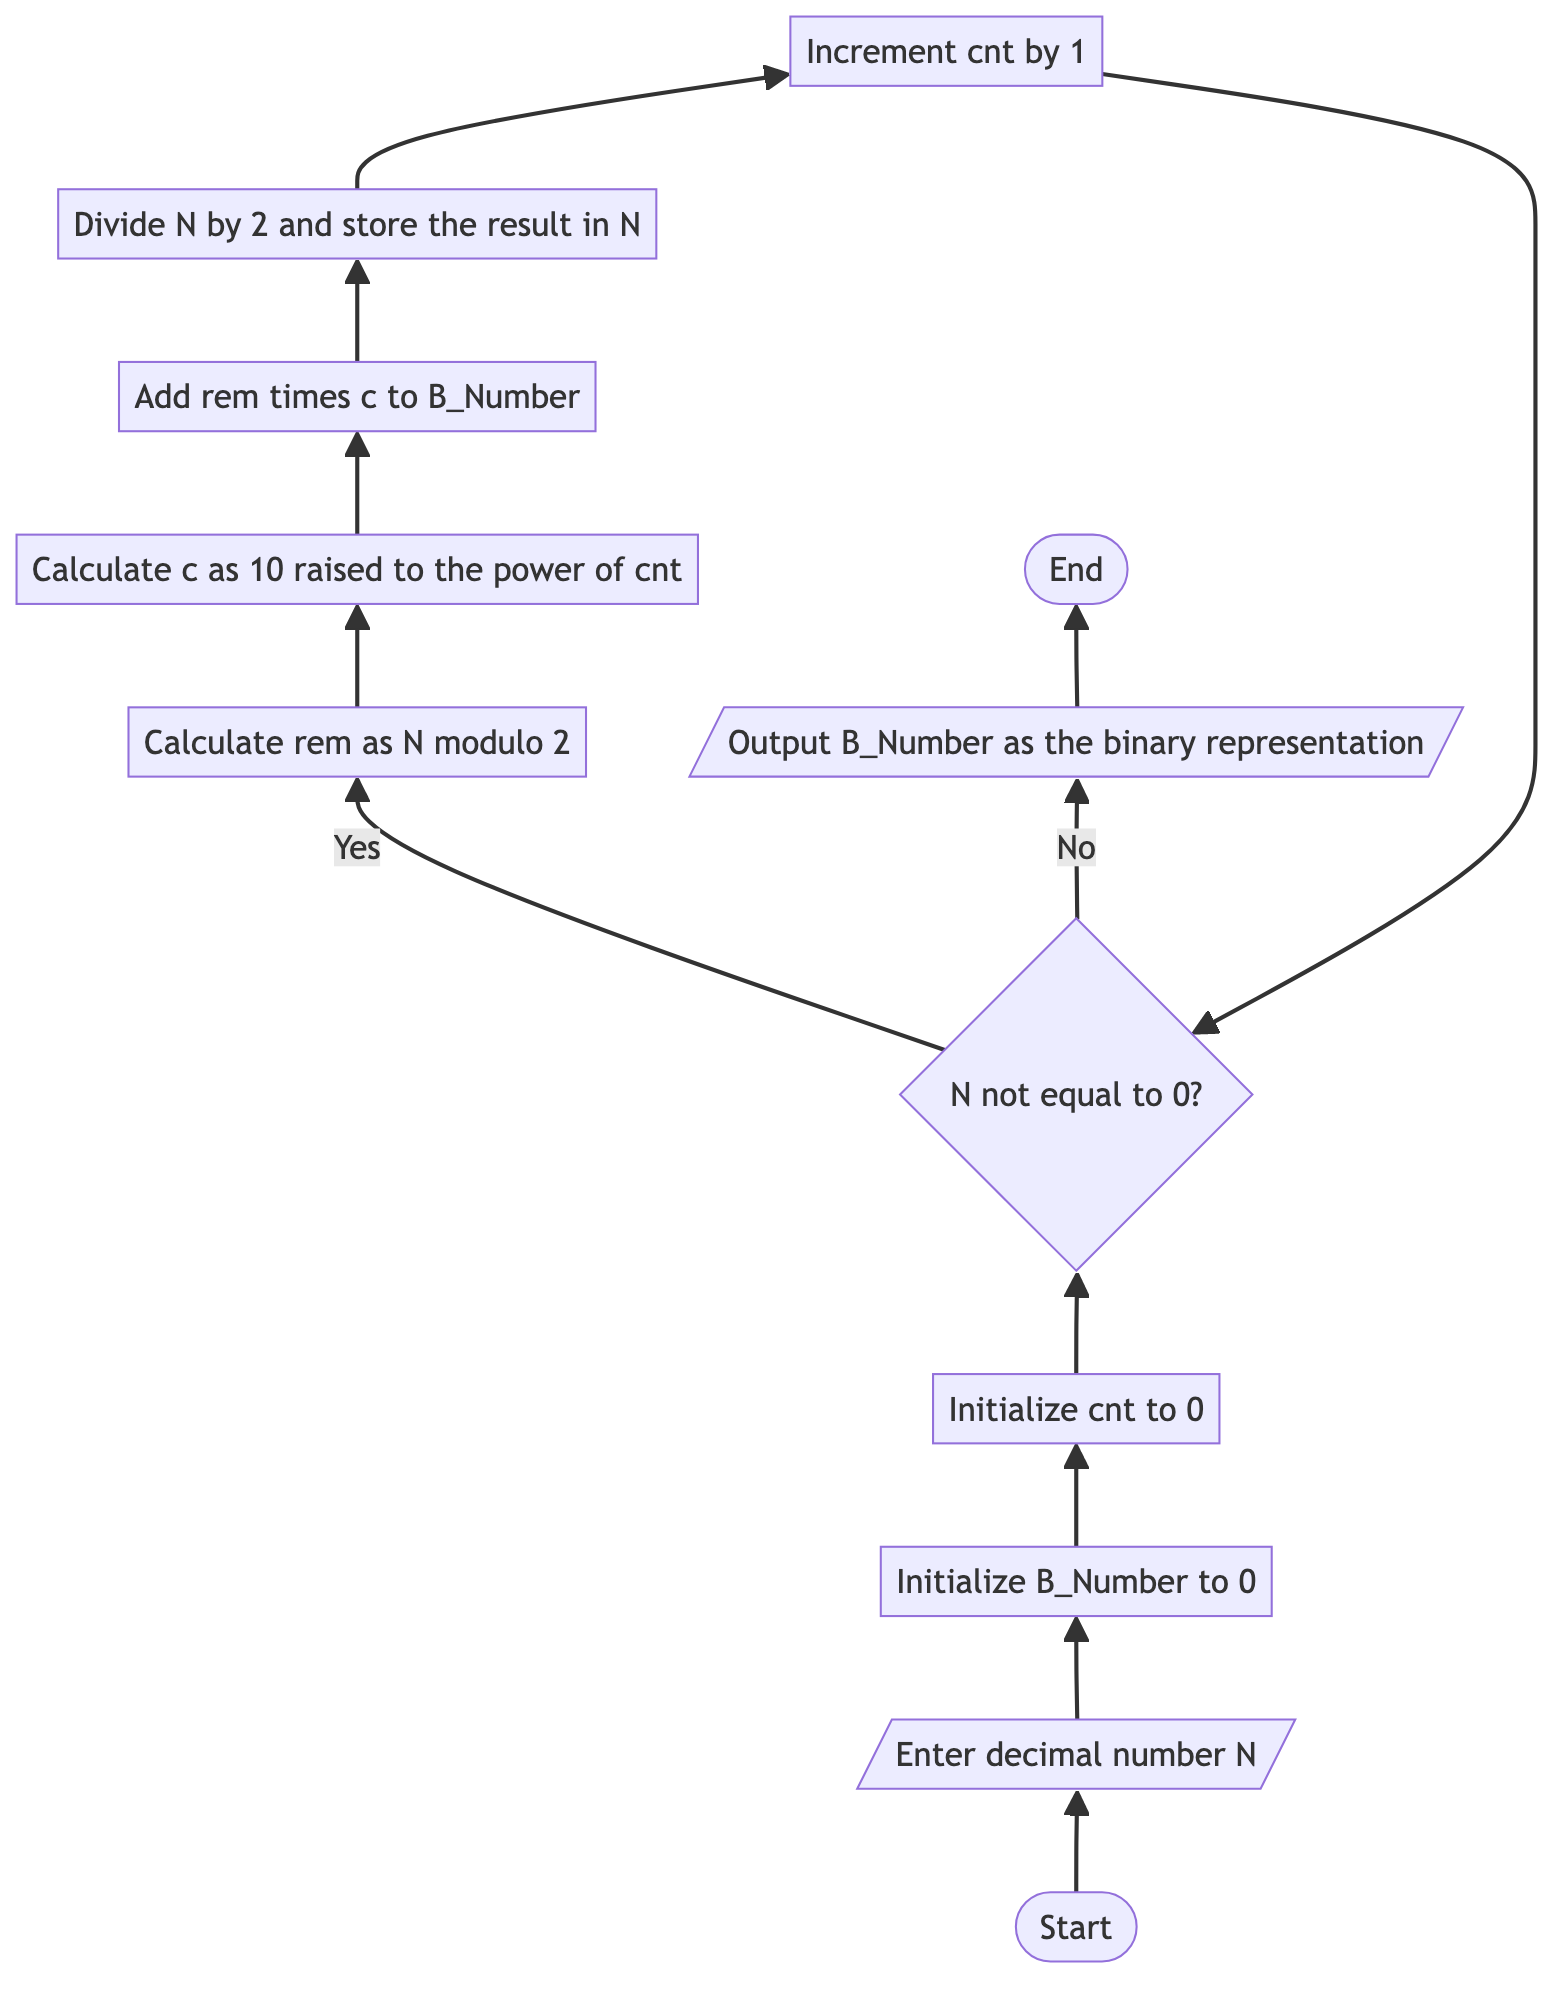 Increment cnt by 1
Divide N by 2 and store the result in N
Add rem times c to B_Number
Calculate c as 10 raised to the power of cnt
End
Calculate rem as N modulo 2
Output B_Number as the binary representation
Yes
No
N not equal to 0?
Initialize cnt to 0
Initialize B_Number to 0
Enter decimal number N
Start